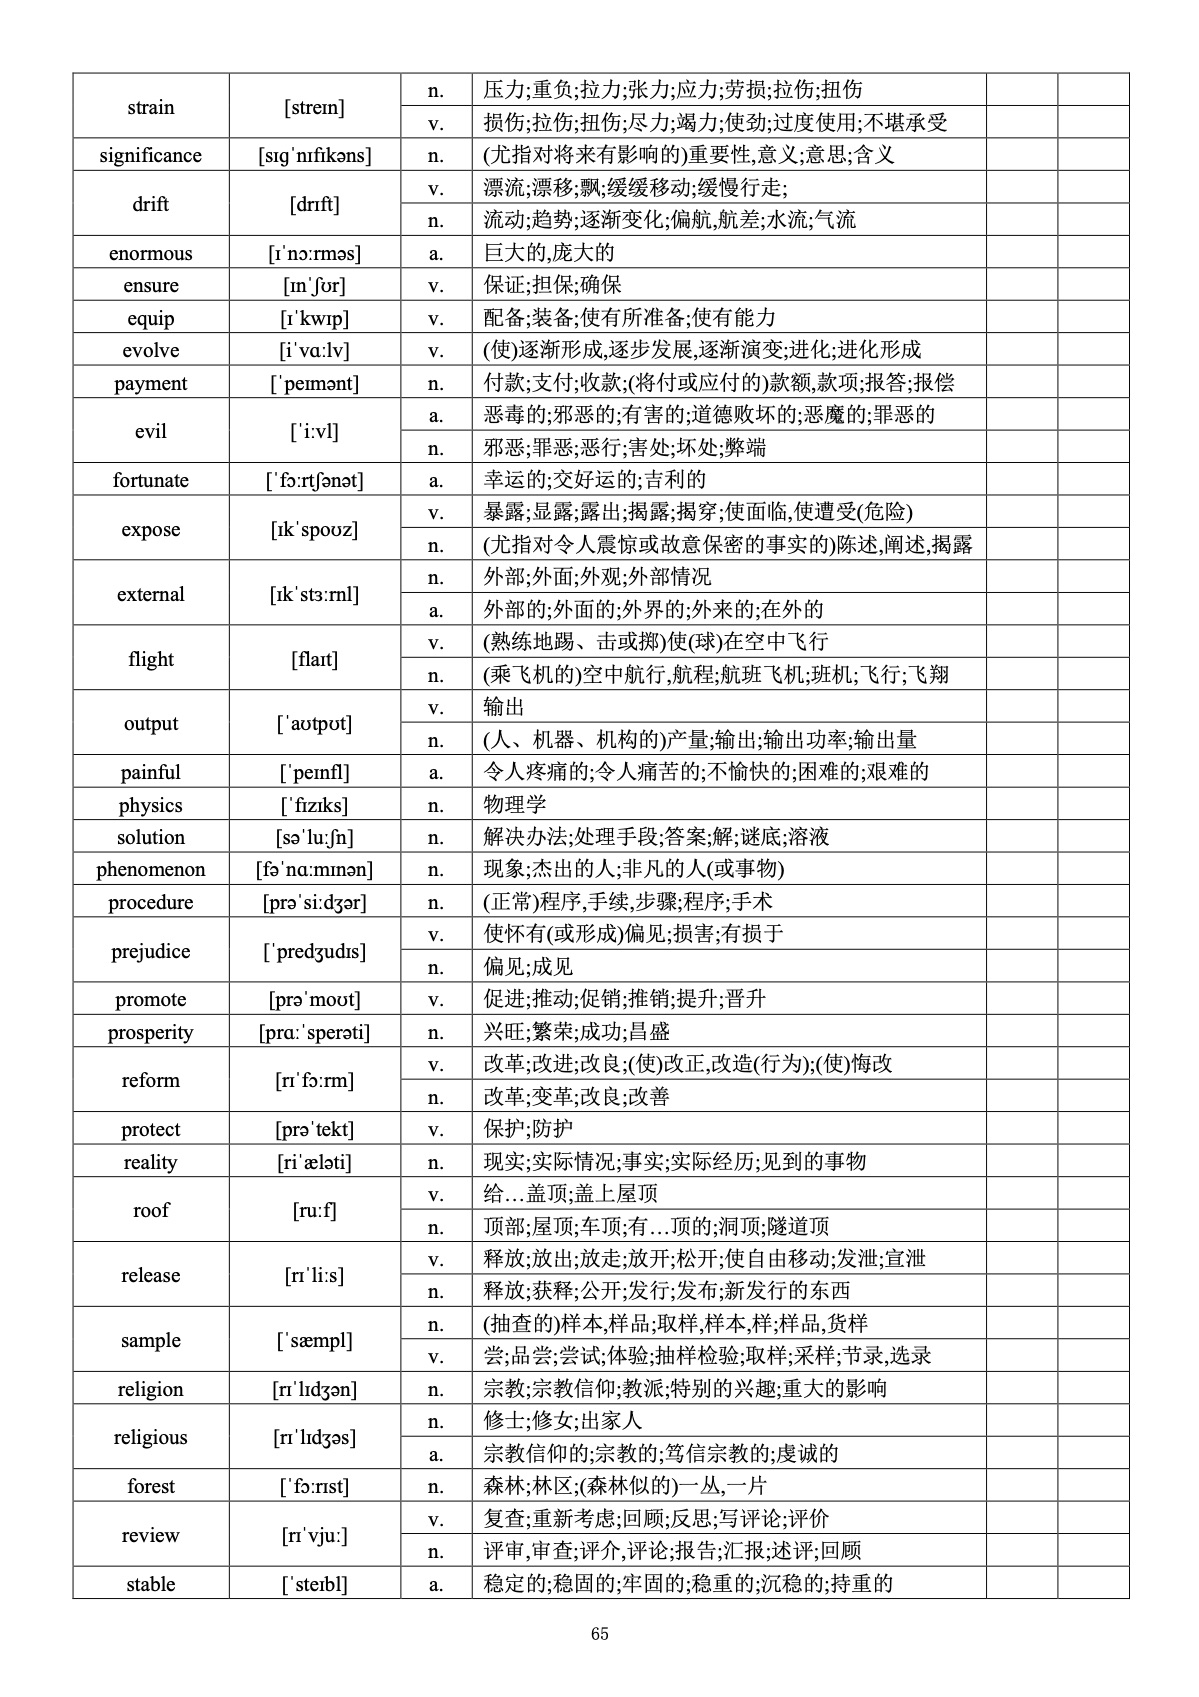 strain [streɪn] n. 压力;重负;拉力;张力;应力;劳损;拉伤;扭伤
v. 损伤;拉伤;扭伤;尽力;竭力;使劲;过度使用;不堪承受
significance [sɪɡˈnɪfɪkəns] n. (尤指对将来有影响的)重要性,意义;意思;含义
drift [drɪft] v. 漂流;漂移;飘;缓缓移动;缓慢行走;
n. 流动;趋势;逐渐变化;偏航,航差;水流;气流
enormous [ɪˈnɔːrməs] a. 巨大的,庞大的
ensure [ɪnˈʃʊr] v. 保证;担保;确保
equip [ɪˈkwɪp] v. 配备;装备;使有所准备;使有能力
evolve [iˈvɑːlv] v. (使)逐渐形成,逐步发展,逐渐演变;进化;进化形成
payment [ˈpeɪmənt] n. 付款;支付;收款;(将付或应付的)款额,款项;报答;报偿
evil [ˈiːvl] a. 恶毒的;邪恶的;有害的;道德败坏的;恶魔的;罪恶的
n. 邪恶;罪恶;恶行;害处;坏处;弊端
fortunate [ˈfɔːrtʃənət] a. 幸运的;交好运的;吉利的
expose [ɪkˈspoʊz] v. 暴露;显露;露出;揭露;揭穿;使面临,使遭受(危险)
n. (尤指对令人震惊或故意保密的事实的)陈述,阐述,揭露
external [ɪkˈstɜːrnl] n. 外部;外面;外观;外部情况
a. 外部的;外面的;外界的;外来的;在外的
flight [flaɪt] v. (熟练地踢、击或掷)使(球)在空中飞行
n. (乘飞机的)空中航行,航程;航班飞机;班机;飞行;飞翔
output [ˈaʊtpʊt] v. 输出
n. (人、机器、机构的)产量;输出;输出功率;输出量
painful [ˈpeɪnfl] a. 令人疼痛的;令人痛苦的;不愉快的;困难的;艰难的
physics [ˈfɪzɪks] n. 物理学
solution [səˈluːʃn] n. 解决办法;处理手段;答案;解;谜底;溶液
phenomenon [fəˈnɑːmɪnən] n. 现象;杰出的人;非凡的人(或事物)
procedure [prəˈsiːdʒər] n. (正常)程序,手续,步骤;程序;手术
prejudice [ˈpredʒudɪs] v. 使怀有(或形成)偏见;损害;有损于
n. 偏见;成见
promote [prəˈmoʊt] v. 促进;推动;促销;推销;提升;晋升
prosperity [prɑːˈsperəti] n. 兴旺;繁荣;成功;昌盛
reform [rɪˈfɔːrm] v. 改革;改进;改良;(使)改正,改造(行为);(使)悔改
n. 改革;变革;改良;改善
protect [prəˈtekt] v. 保护;防护
reality [riˈæləti] n. 现实;实际情况;事实;实际经历;见到的事物
roof [ruːf] v. 给…盖顶;盖上屋顶
n. 顶部;屋顶;车顶;有…顶的;洞顶;隧道顶
release [rɪˈliːs] v. 释放;放出;放走;放开;松开;使自由移动;发泄;宣泄
n. 释放;获释;公开;发行;发布;新发行的东西
sample [ˈsæmpl] n. (抽查的)样本,样品;取样,样本,样;样品,货样
v. 尝;品尝;尝试;体验;抽样检验;取样;采样;节录,选录
religion [rɪˈlɪdʒən] n. 宗教;宗教信仰;教派;特别的兴趣;重大的影响
religious [rɪˈlɪdʒəs] n. 修士;修女;出家人
a. 宗教信仰的;宗教的;笃信宗教的;虔诚的
forest [ˈfɔːrɪst] n. 森林;林区;(森林似的)一丛,一片
review [rɪˈvjuː] v. 复查;重新考虑;回顾;反思;写评论;评价
n. 评审,审查;评介,评论;报告;汇报;述评;回顾
stable [ˈsteɪbl] a. 稳定的;稳固的;牢固的;稳重的;沉稳的;持重的
65